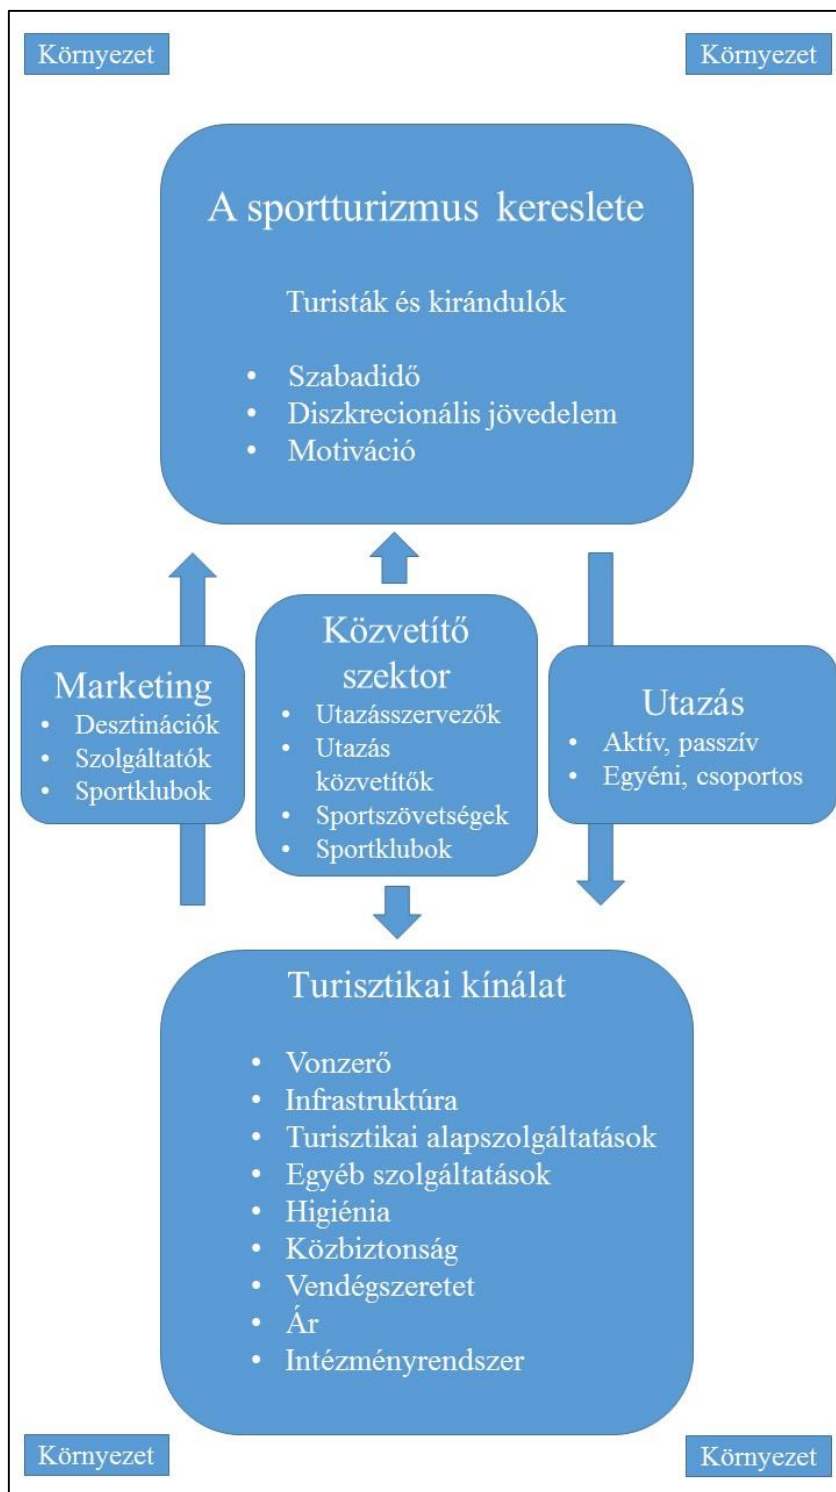 Környezet
Környezet
A sportturizmus kereslete
Turisták és kirándulók
• Szabadidő
• Diszkrecionális jövedelem
• Motiváció
Marketing
• Desztinációk
• Szolgáltatók
• Sportklubok
Közvetítő
szektor
• Utazásszervezők
• Utazás
közvetítők
• Sportszövetségek
• Sportklubok
Utazás
• Aktív, passzív
• Egyéni, csoportos
Turisztikai kínálat
• Vonzerő
• Infrastruktúra
• Turisztikai alapszolgáltatások
• Egyéb szolgáltatások
• Higiénia
• Közbiztonság
• Vendégszeretet
• Ár
• Intézményrendszer
Környezet
Környezet